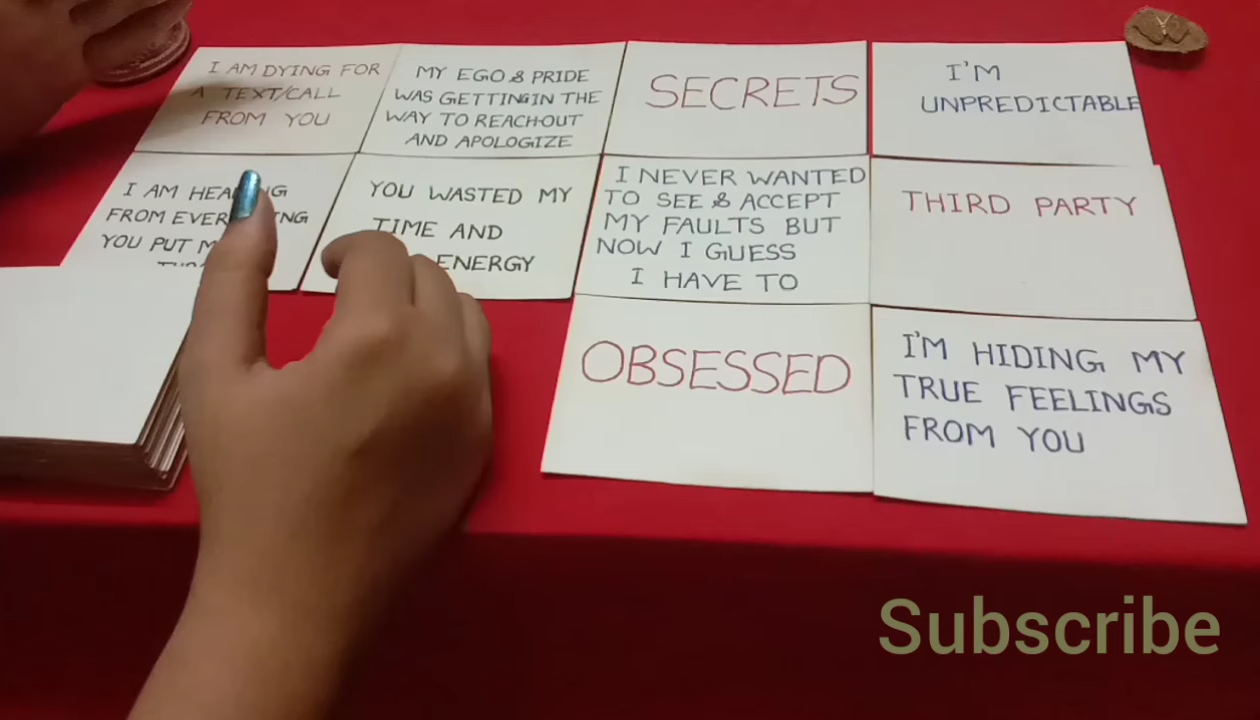 I AM DYING FOR
A TEXT/CALL
FROM YOU
MY EGO & PRIDE
WAS GETTING IN THE
WAY TO REACH OUT
AND APOLOGIZE
SECRETS
I'M
UNPREDICTABLE
I AM
FROM
YOU PUT
YOU WASTED MY
TIME AND
ENERGY
I NEVER WANTED
TO SEE & ACCEPT
MY FAULTS BUT
NOW I GUESS
I HAVE TO
THIRD PARTY
OBSESSED
I'M HIDING MY
TRUE FEELINGS
FROM YOU
Subscribe